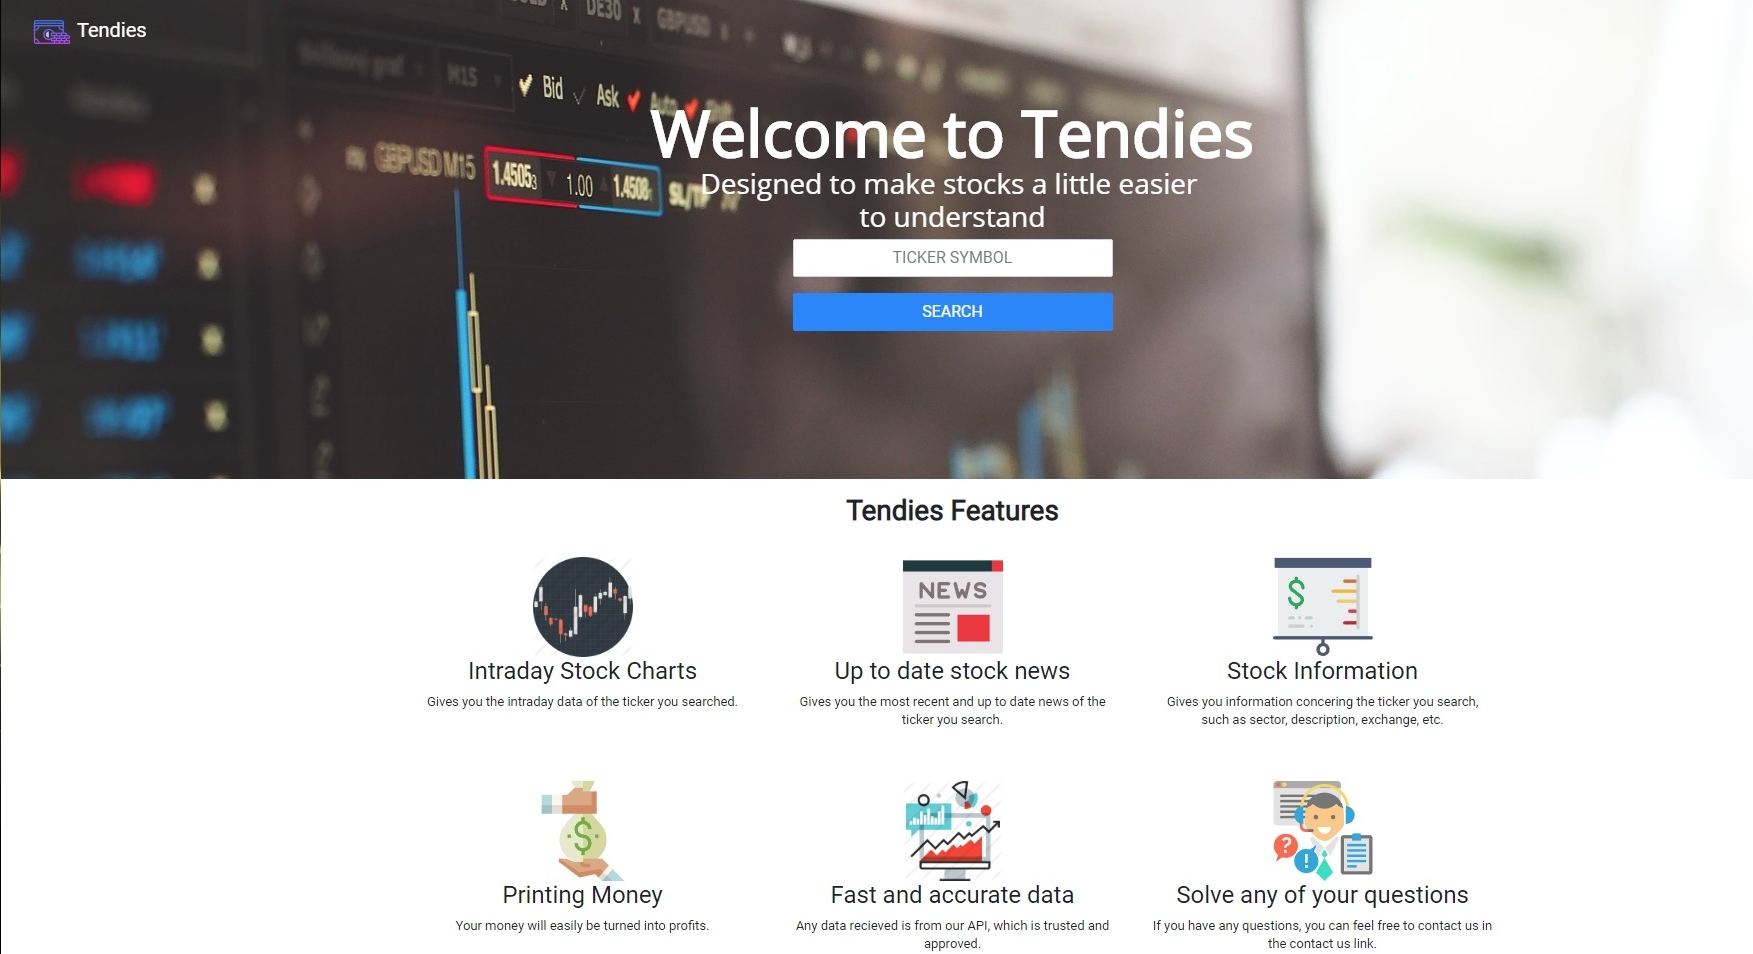 Tendies
DE30 x
GBPUSD
M15
Bid
Ask
Auto
GBPUSD M15
1.45053
1.00
1.4508
SL/TP
Welcome to Tendies
Designed to make stocks a little easier
to understand
TICKER SYMBOL
SEARCH
Tendies Features
NEWS
$
Intraday Stock Charts
Up to date stock news
Stock Information
Gives you the intraday data of the ticker you searched.
Gives you the most recent and up to date news of the
ticker you search.
Gives you information concering the ticker you search,
such as sector, description, exchange, etc.
$
?
!
Printing Money
Fast and accurate data
Solve any of your questions
Your money will easily be turned into profits.
Any data recieved is from our API, which is trusted and
approved.
If you have any questions, you can feel free to contact us in
the contact us link.